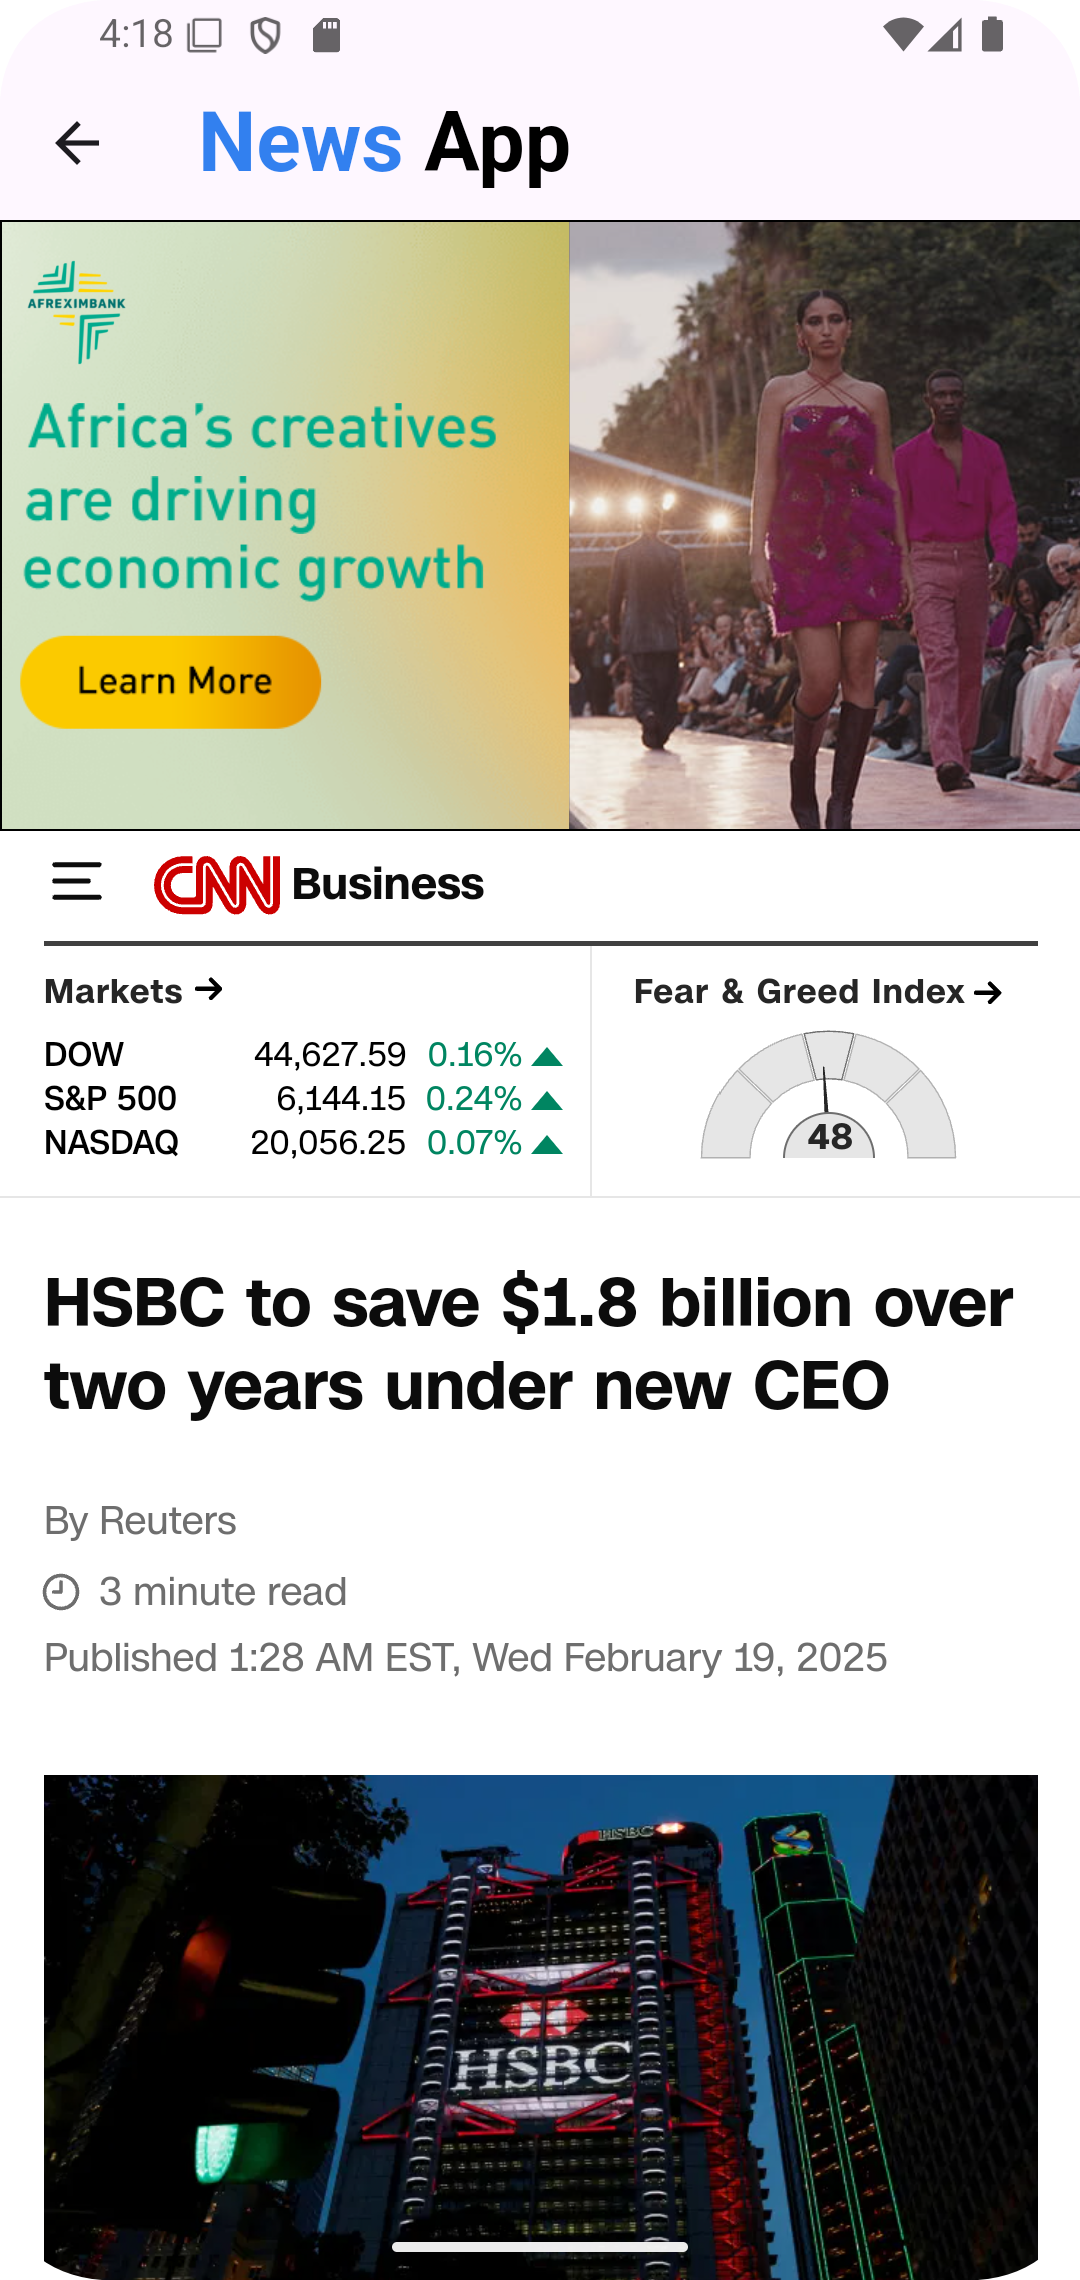 4:18
News App
AFREXIMBANK
Africa's creatives
are driving
economic growth
Learn More
CNN Business
Markets →
Fear & Greed Index →
DOW 44,627.59 0.16%
S&P 500 6,144.15 0.24%
NASDAQ 20,056.25 0.07%
48
HSBC to save $1.8 billion over
two years under new CEO
By Reuters
3 minute read
Published 1:28 AM EST, Wed February 19, 2025
HSBC
HSBC